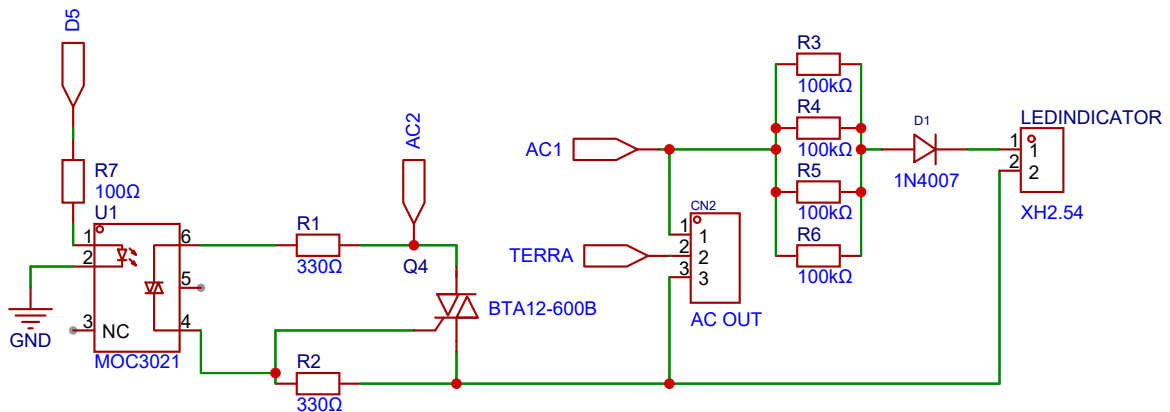 D5
R7
100Ω
U1
1
2
3
NC
6
5
4
MOC3021
GND
R1
330Ω
AC2
Q4
BTA12-600B
R2
330Ω
AC1
TERRA
CN2
1
2
3
1
2
3
AC OUT
R3
100kΩ
R4
100kΩ
R5
100kΩ
R6
100kΩ
D1
1N4007
LEDINDICATOR
1
2
1
2
XH2.54